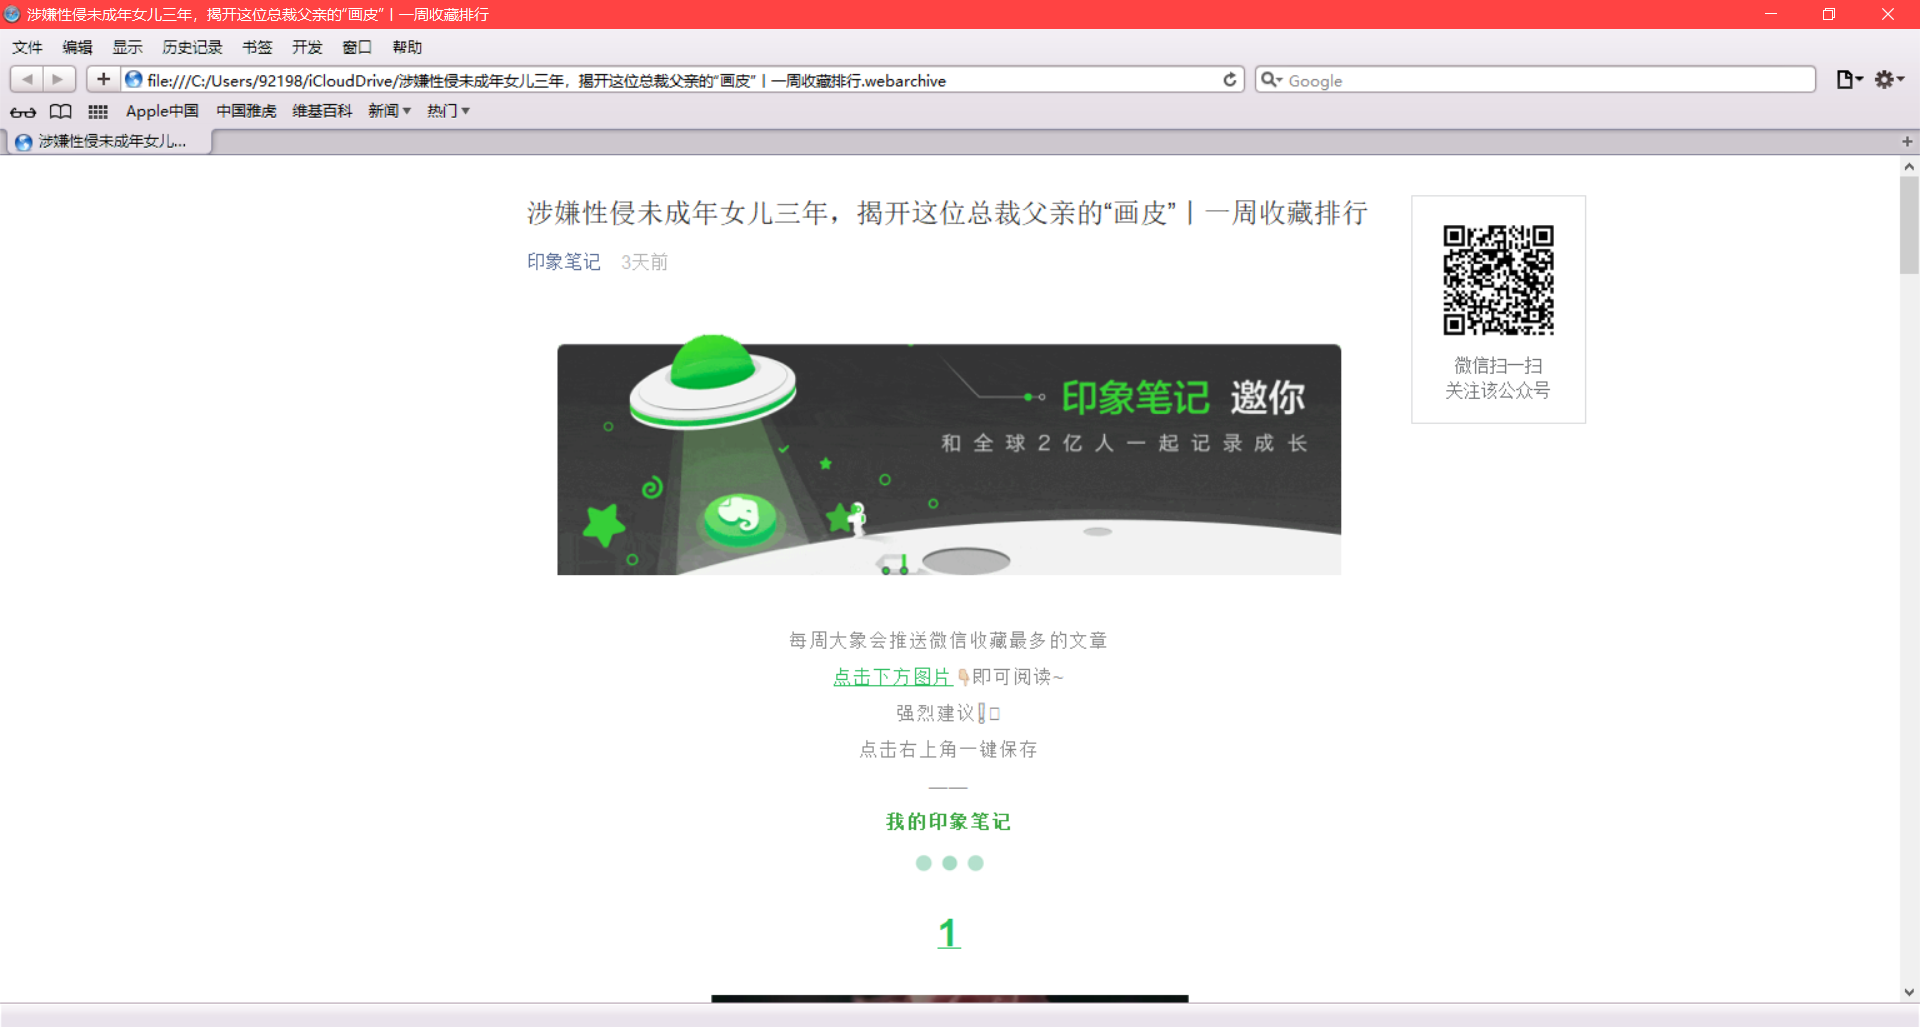 涉嫌性侵未成年女儿三年，揭开这位总裁父亲的“画皮”丨一周收藏排行
文件 编辑 显示 历史记录 书签 开发 窗口 帮助
file:///C:/Users/92198/iCloudDrive/涉嫌性侵未成年女儿三年，揭开这位总裁父亲的“画皮”丨一周收藏排行.webarchive
Google
Apple中国 中国雅虎 维基百科 新闻 热门
涉嫌性侵未成年女儿...
涉嫌性侵未成年女儿三年，揭开这位总裁父亲的“画皮”丨一周收藏排行
印象笔记 3天前
微信扫一扫
关注该公众号
印象笔记 邀你
和全球2亿人一起记录成长
每周大象会推送微信收藏最多的文章
点击下方图片👇🏻即可阅读~
强烈建议‼️
点击右上角一键保存
——
我的印象笔记
1